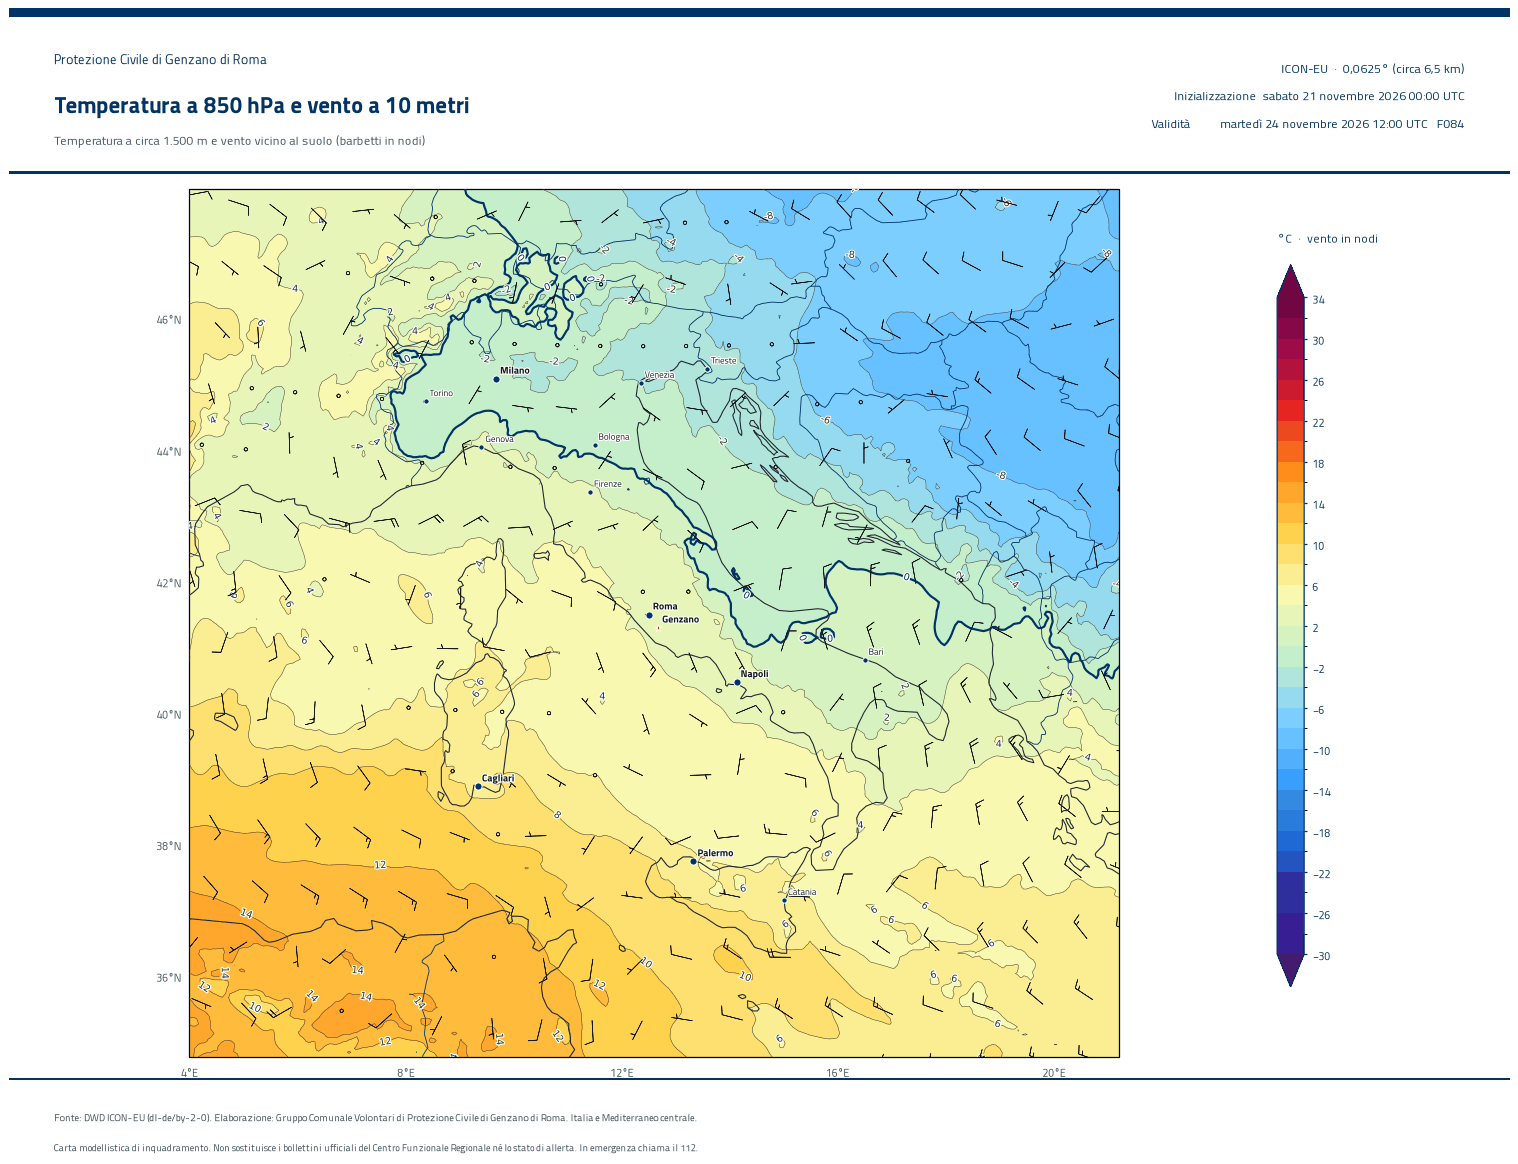 Protezione Civile di Genzano di Roma
Temperatura a 850 hPa e vento a 10 metri
Temperatura a circa 1.500 m e vento vicino al suolo (barbetti in nodi)
ICON-EU · 0,0625° (circa 6,5 km)
Inizializzazione sabato 21 novembre 2026 00:00 UTC
Validità martedì 24 novembre 2026 12:00 UTC F084
°C · vento in nodi
34
30
26
22
18
14
10
6
2
−2
−6
−10
−14
−18
−22
−26
−30
46°N
44°N
42°N
40°N
38°N
36°N
4°E
8°E
12°E
16°E
20°E
Trieste
Milano
Venezia
Torino
Genova
Bologna
Firenze
Roma
Genzano
Bari
Napoli
Cagliari
Palermo
Catania
Fonte: DWD ICON-EU (dl-de/by-2-0). Elaborazione: Gruppo Comunale Volontari di Protezione Civile di Genzano di Roma. Italia e Mediterraneo centrale.
Carta modellistica di inquadramento. Non sostituisce i bollettini ufficiali del Centro Funzionale Regionale né lo stato di allerta. In emergenza chiama il 112.